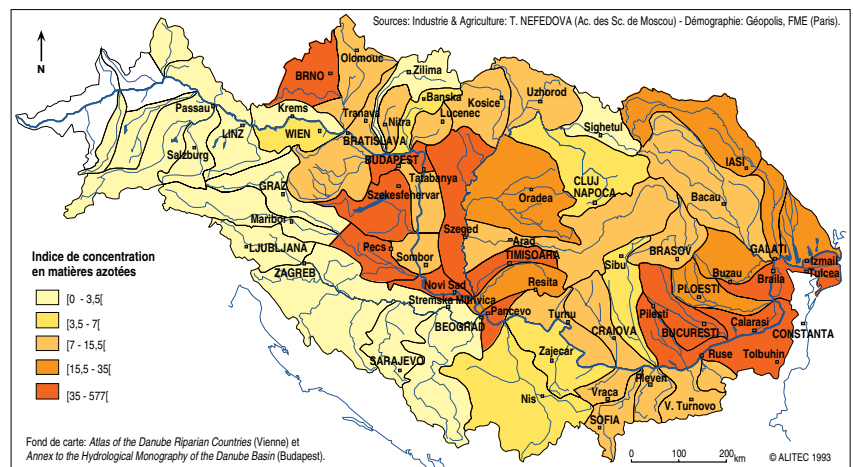 Sources: Industrie & Agriculture: T. NEFEDOVA (Ac. des Sc. de Moscou) - Démographie: Géopolis, FME (Paris).
N
Olomouc
BRNO
Zilima
Uzhorod
Passau
Krems
Banska
Kosice
LINZ
Tranava
Nitra
Lucenec
WIEN
Sighetul
Salzburg
BRATISLAVA
BUDAPEST
IASI
Tatabanya
GRAZ
Szekesfehervar
CLUJ
NAPOCA
Oradea
Bacau
Maribor
Szeged
LJUBLJANA
Pecs
Arad
BRASOV
GALATI
Indice de concentration
en matières azotées
ZAGREB
Sombor
TIMISOARA
Sibu
Izmail
Tulcea
Buzau
Braila
[0 - 3,5[
Novi Sad
Resita
PLOESTI
Stremska Mitrivica
Pancevo
Turnu
Pilesti
Calarasi
[3,5 - 7[
BEOGRAD
CRAIOVA
BUCURESTI
CONSTANTA
[7 - 15,5[
SARAJEVO
Zajecar
Ruse
Tolbuhin
[15,5 - 35[
Pleven
[35 - 577[
Nis
Vraca
V. Turnovo
SOFIA
Fond de carte: Atlas of the Danube Riparian Countries (Vienne) et
Annex to the Hydrological Monography of the Danube Basin (Budapest).
0 100 200 km
© ALITEC 1993